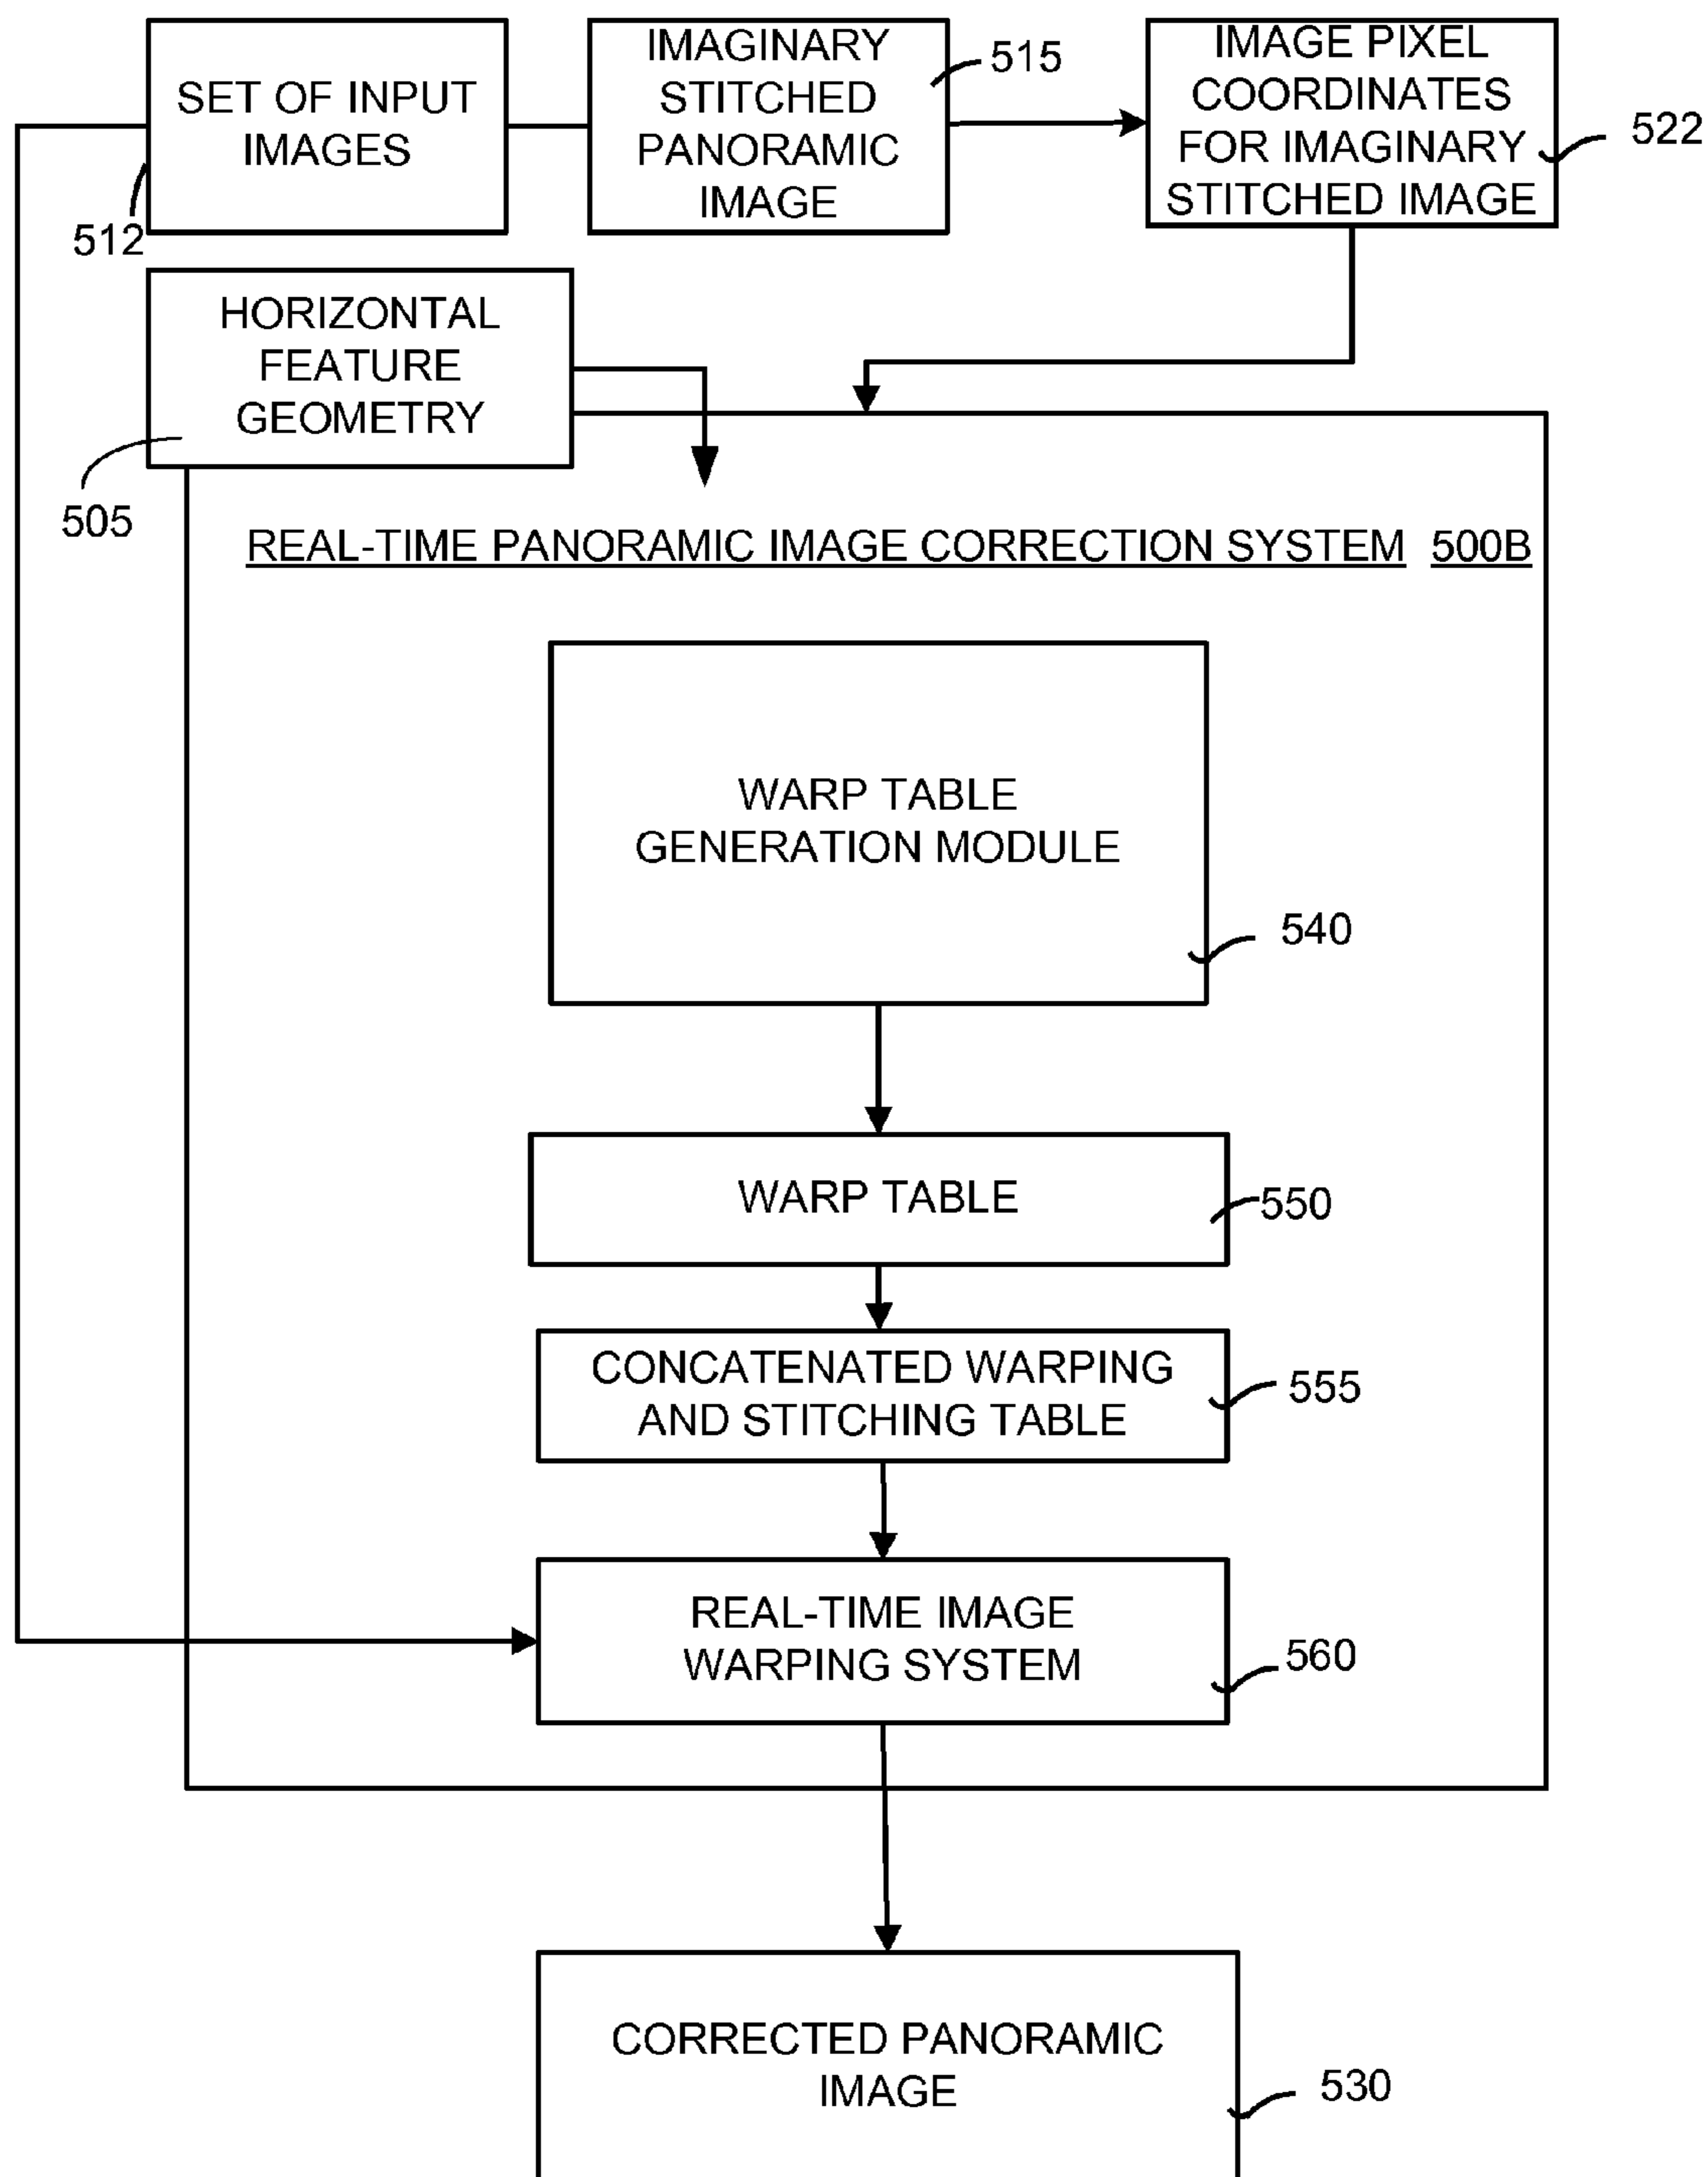 SET OF INPUT
IMAGES
512
IMAGINARY
STITCHED
PANORAMIC
IMAGE
515
IMAGE PIXEL
COORDINATES
FOR IMAGINARY
STITCHED IMAGE
522
HORIZONTAL
FEATURE
GEOMETRY
505
REAL-TIME PANORAMIC IMAGE CORRECTION SYSTEM 500B
WARP TABLE
GENERATION MODULE
540
WARP TABLE
550
CONCATENATED WARPING
AND STITCHING TABLE
555
REAL-TIME IMAGE
WARPING SYSTEM
560
CORRECTED PANORAMIC
IMAGE
530